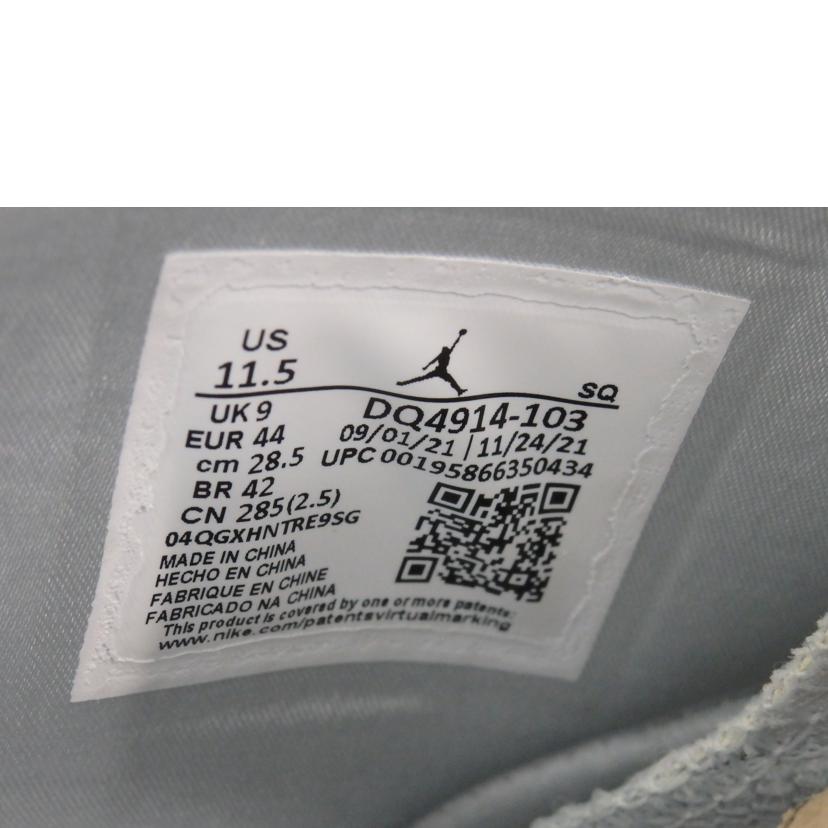 US
11.5
SQ
UK 9
EUR 44
cm 28.5
BR 42
CN 285(2.5)
04QGXHNTRE9SG
DQ4914-103
09/01/21 | 11/24/21
UPC 00195866350434
MADE IN CHINA
HECHO EN CHINA
FABRIQUE EN CHINE
FABRICADO NA CHINA
This product is covered by one or more patents:
www.nike.com/patentsvirtualmarking